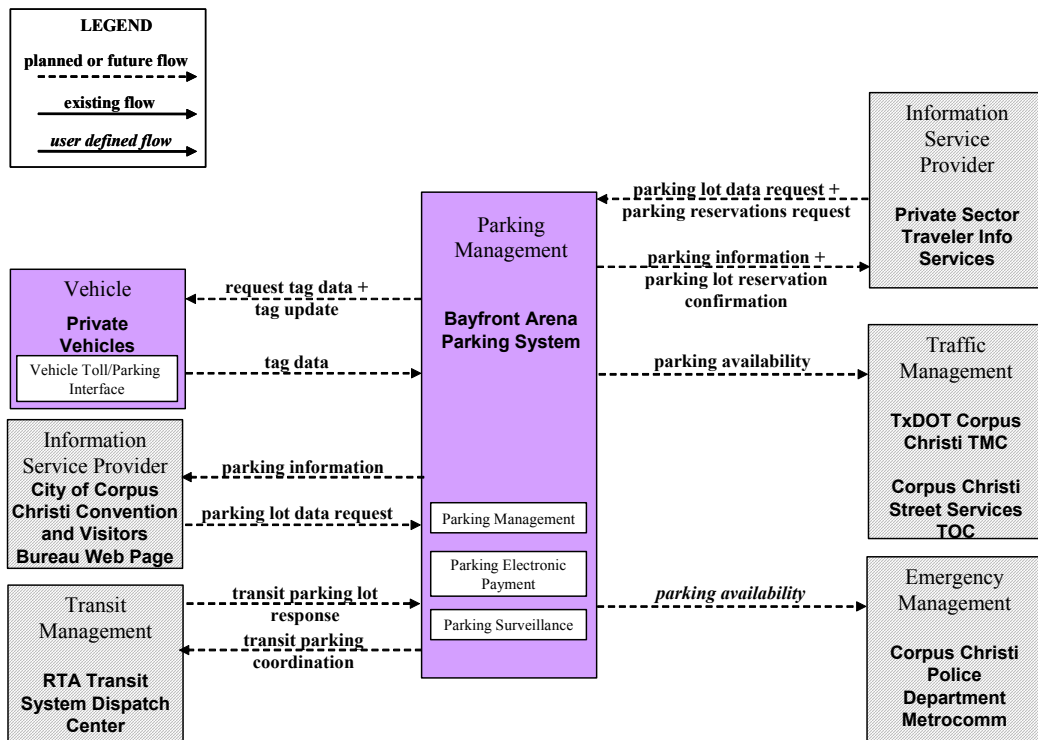 LEGEND
planned or future flow
existing flow
user defined flow
Information
Service
Provider
Private Sector
Traveler Info
Services
parking lot data request +
parking reservations request
parking information +
parking lot reservation
confirmation
Parking
Management
Bayfront Arena
Parking System
Vehicle
Private
Vehicles
Vehicle Toll/Parking
Interface
request tag data +
tag update
tag data
parking availability
Traffic
Management
TxDOT Corpus
Christi TMC
Corpus Christi
Street Services
TOC
Information
Service Provider
City of Corpus
Christi Convention
and Visitors
Bureau Web Page
parking information
parking lot data request
Parking Management
Parking Electronic
Payment
Parking Surveillance
Transit
Management
RTA Transit
System Dispatch
Center
transit parking lot
response
transit parking
coordination
parking availability
Emergency
Management
Corpus Christi
Police
Department
Metrocomm